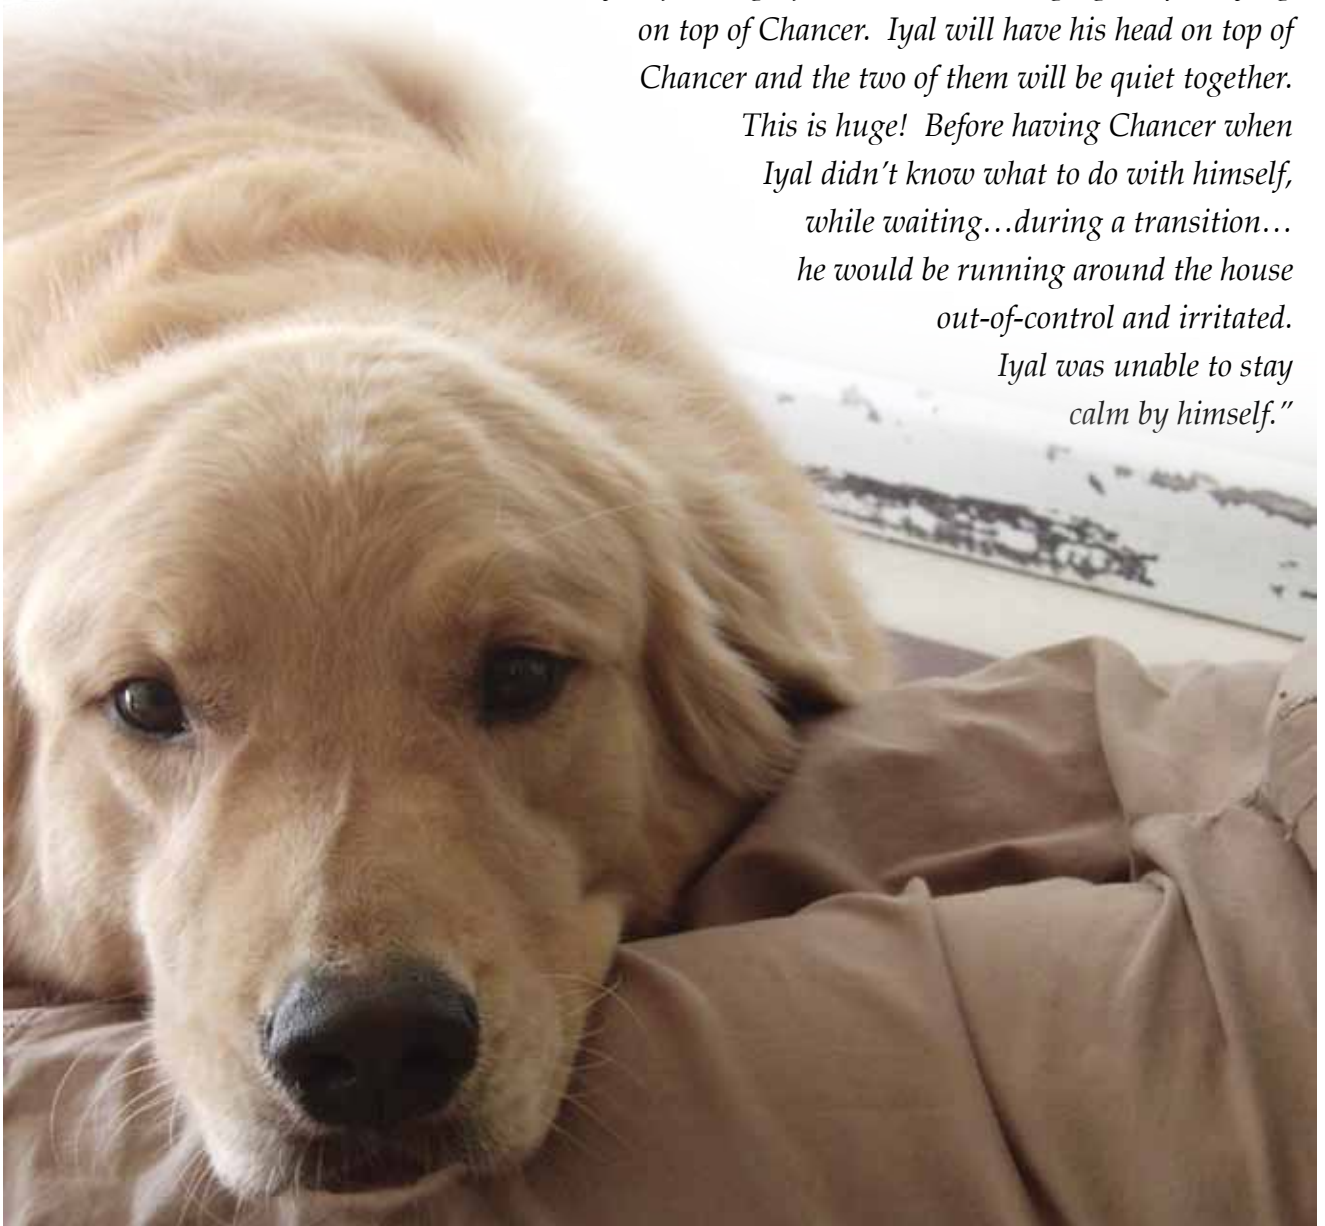 on top of Chancer.  Iyal will have his head on top of
Chancer and the two of them will be quiet together.
This is huge!  Before having Chancer when
Iyal didn’t know what to do with himself,
while waiting…during a transition…
he would be running around the house
out-of-control and irritated.
Iyal was unable to stay
calm by himself.”